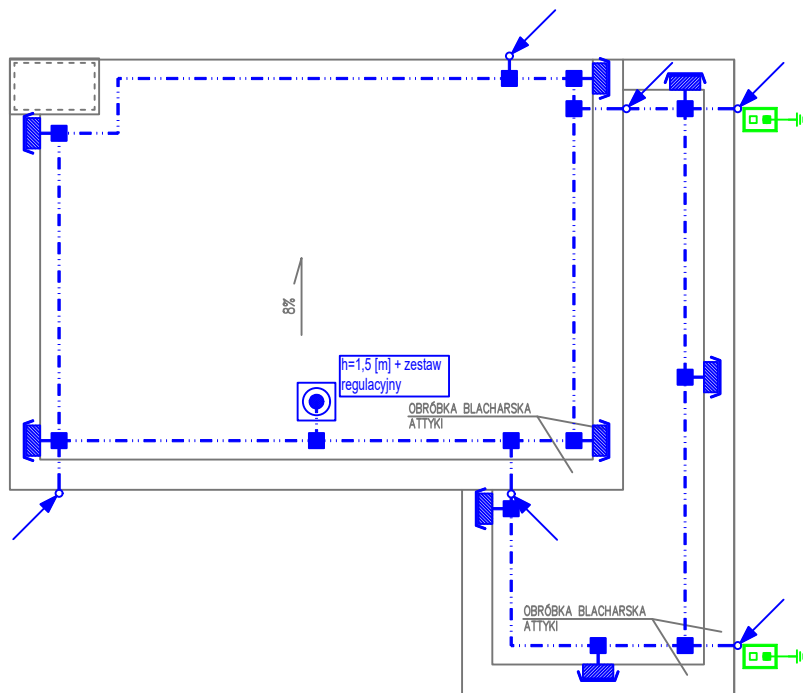 8%
h=1,5 [m] + zestaw
regulacyjny
OBRÓBKA BLACHARSKA
ATTYKI
OBRÓBKA BLACHARSKA
ATTYKI